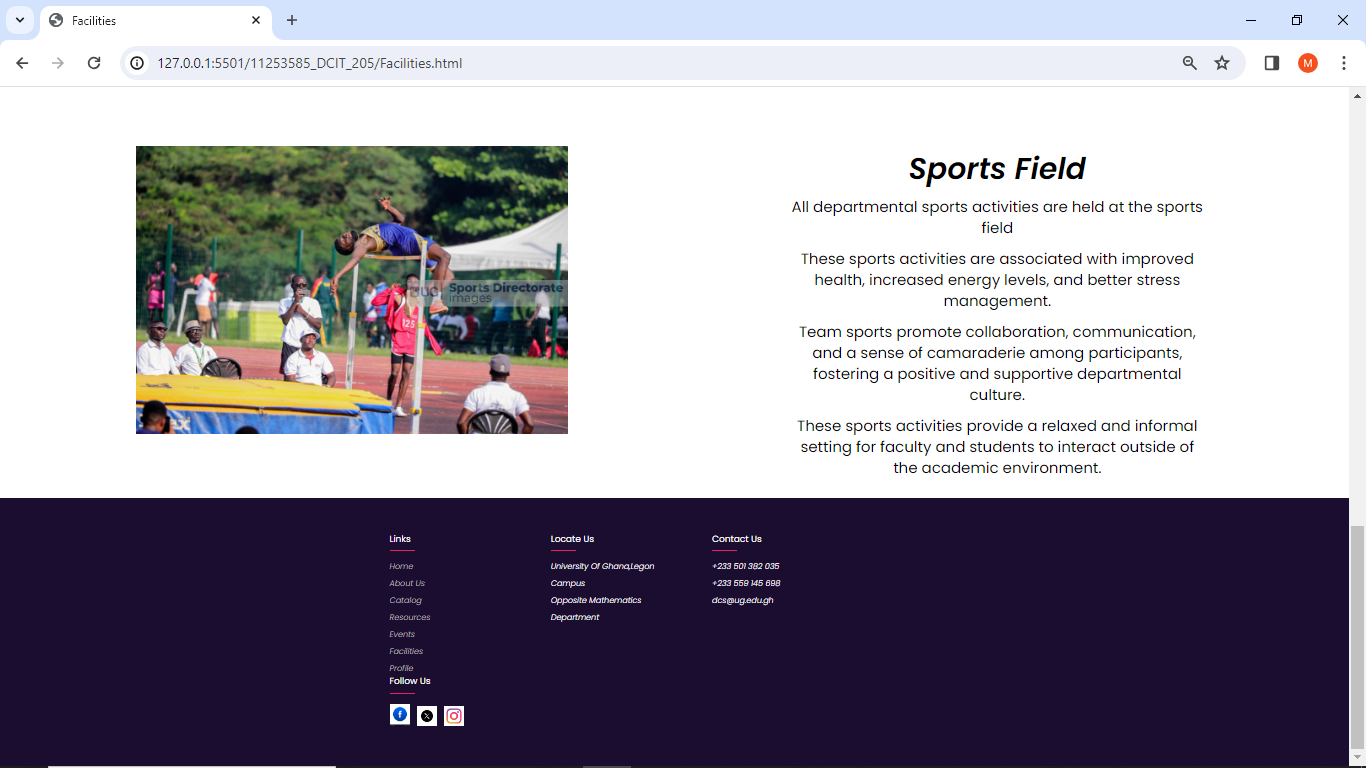 Facilities
127.0.0.1:5501/11253585_DCIT_205/Facilities.html
M
Sports Directorate
images
125
Sports Field
All departmental sports activities are held at the sports
field
These sports activities are associated with improved
health, increased energy levels, and better stress
management.
Team sports promote collaboration, communication,
and a sense of camaraderie among participants,
fostering a positive and supportive departmental
culture.
These sports activities provide a relaxed and informal
setting for faculty and students to interact outside of
the academic environment.
Links
Home
About Us
Catalog
Resources
Events
Facilities
Profile
Follow Us
Locate Us
University Of Ghana,Legon
Campus
Opposite Mathematics
Department
Contact Us
+233 501 382 035
+233 559 145 698
dcs@ug.edu.gh